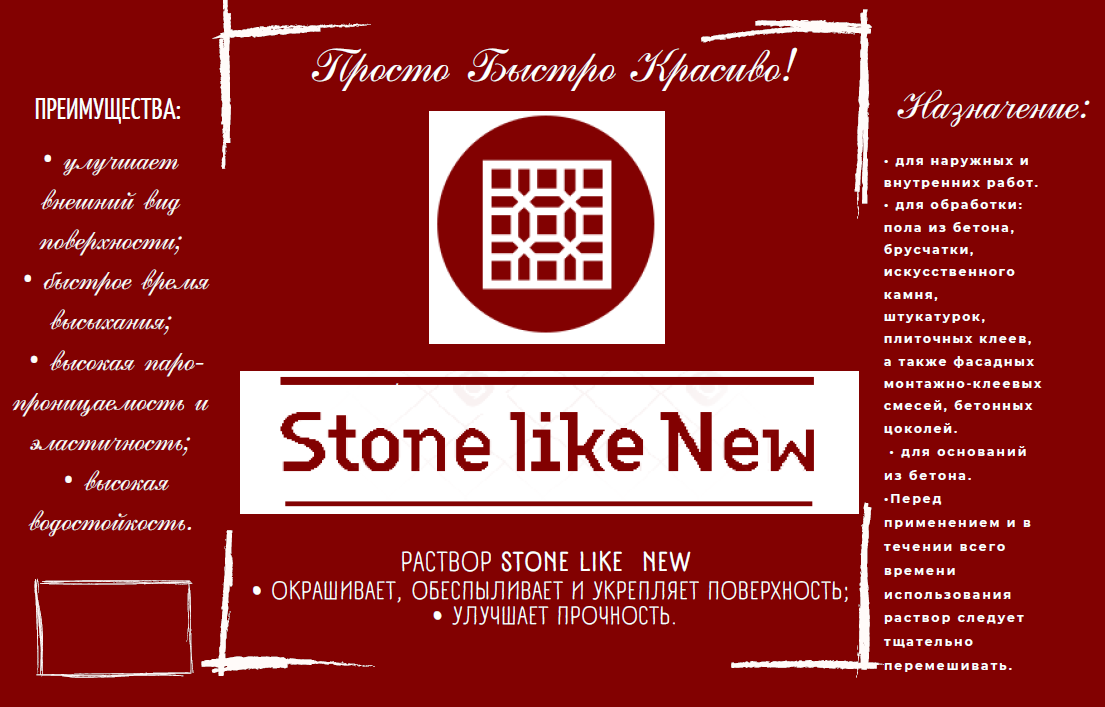 Просто Быстро Красиво!
ПРЕИМУЩЕСТВА:
• улучшает
внешний вид
поверхности;
• быстрое время
высыхания;
• высокая паро-
проницаемость и
эластичность;
• высокая
водостойкость.
Stone like New
РАСТВОР STONE LIKE NEW
• ОКРАШИВАЕТ, ОБЕСПЫЛИВАЕТ И УКРЕПЛЯЕТ ПОВЕРХНОСТЬ;
• УЛУЧШАЕТ ПРОЧНОСТЬ.
Назначение:
• для наружных и
внутренних работ.
• для обработки:
пола из бетона,
брусчатки,
искусственного
камня,
штукатурок,
плиточных клеев,
а также фасадных
монтажно-клеевых
смесей, бетонных
цоколей.
• для оснований
из бетона.
•Перед
применением и в
течении всего
времени
использования
раствор следует
тщательно
перемешивать.